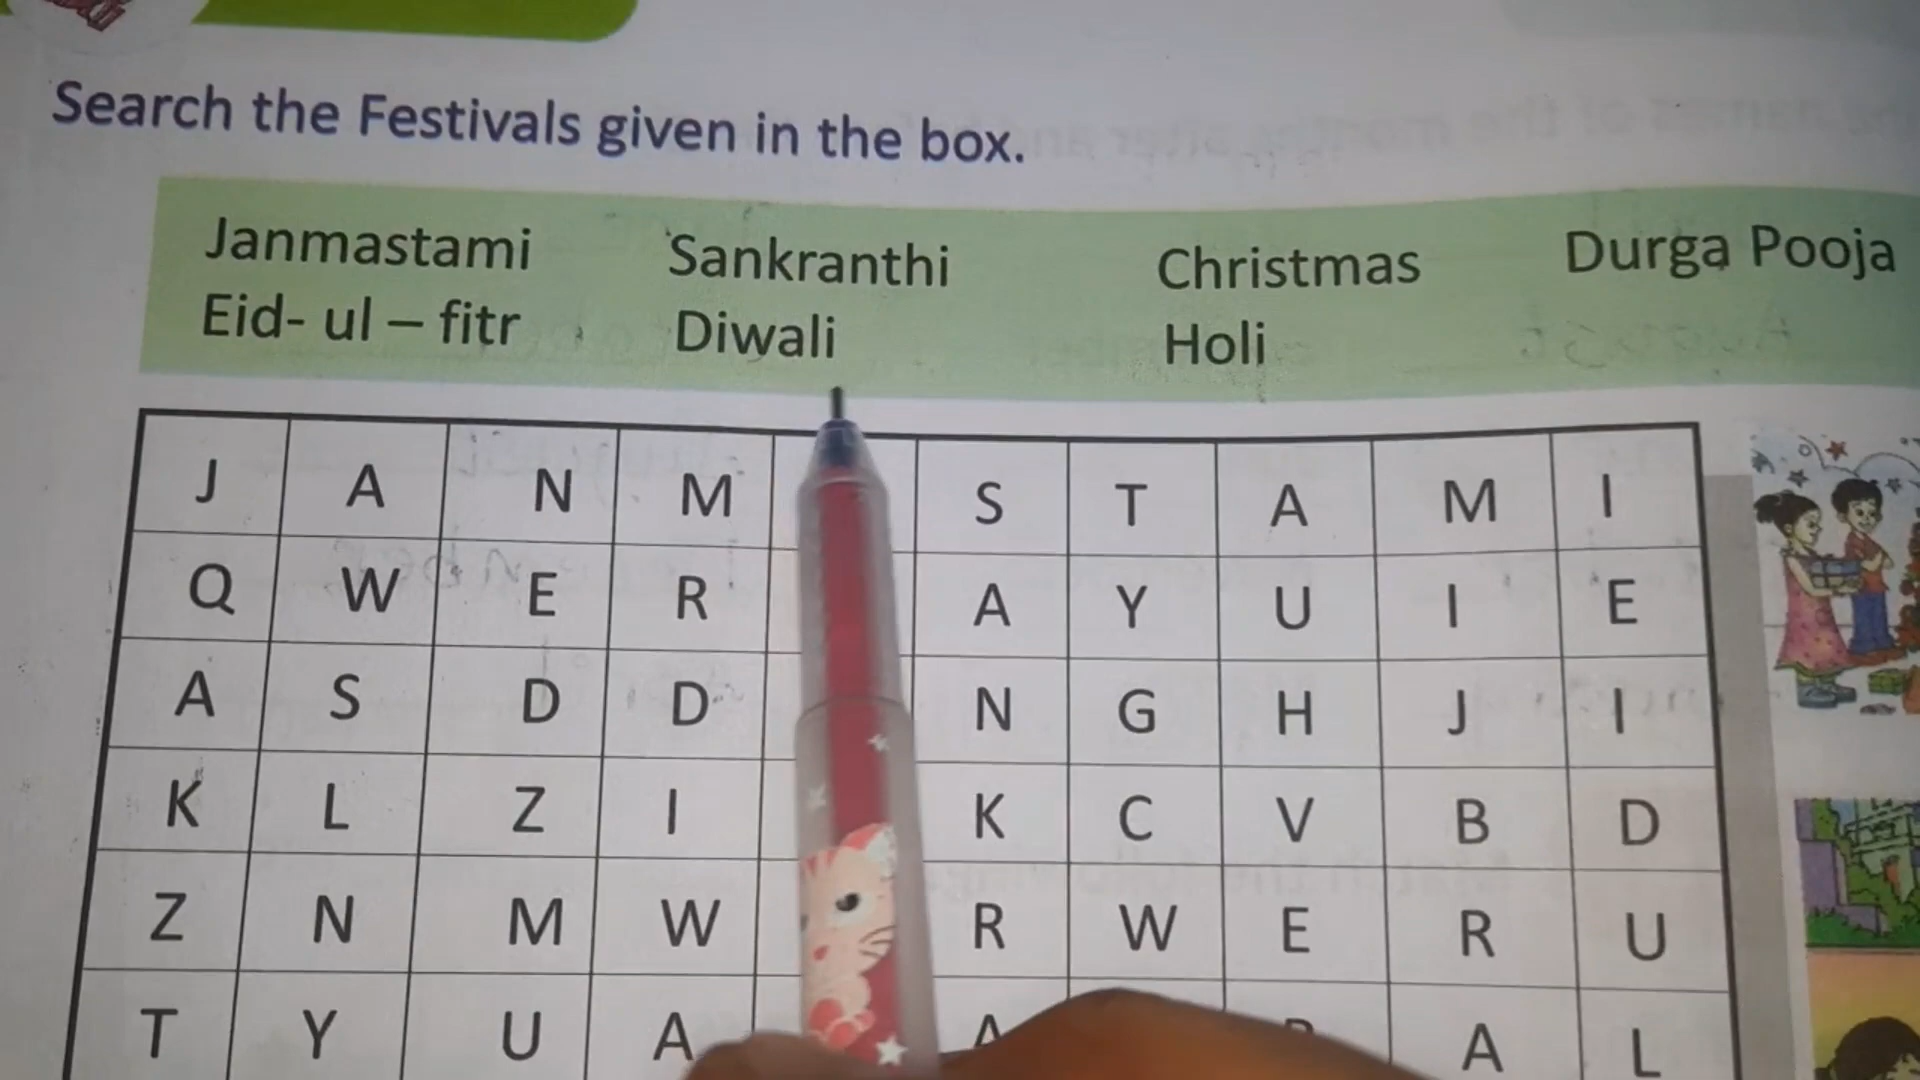 Search the Festivals given in the box.
Janmastami Sankranthi Christmas Durga Pooja
Eid- ul – fitr Diwali Holi
J A N M S T A M I
Q W E R A Y U I E
A S D D N G H J I
K L Z I K C V B D
Z N M W R W E R U
T Y U A A A L